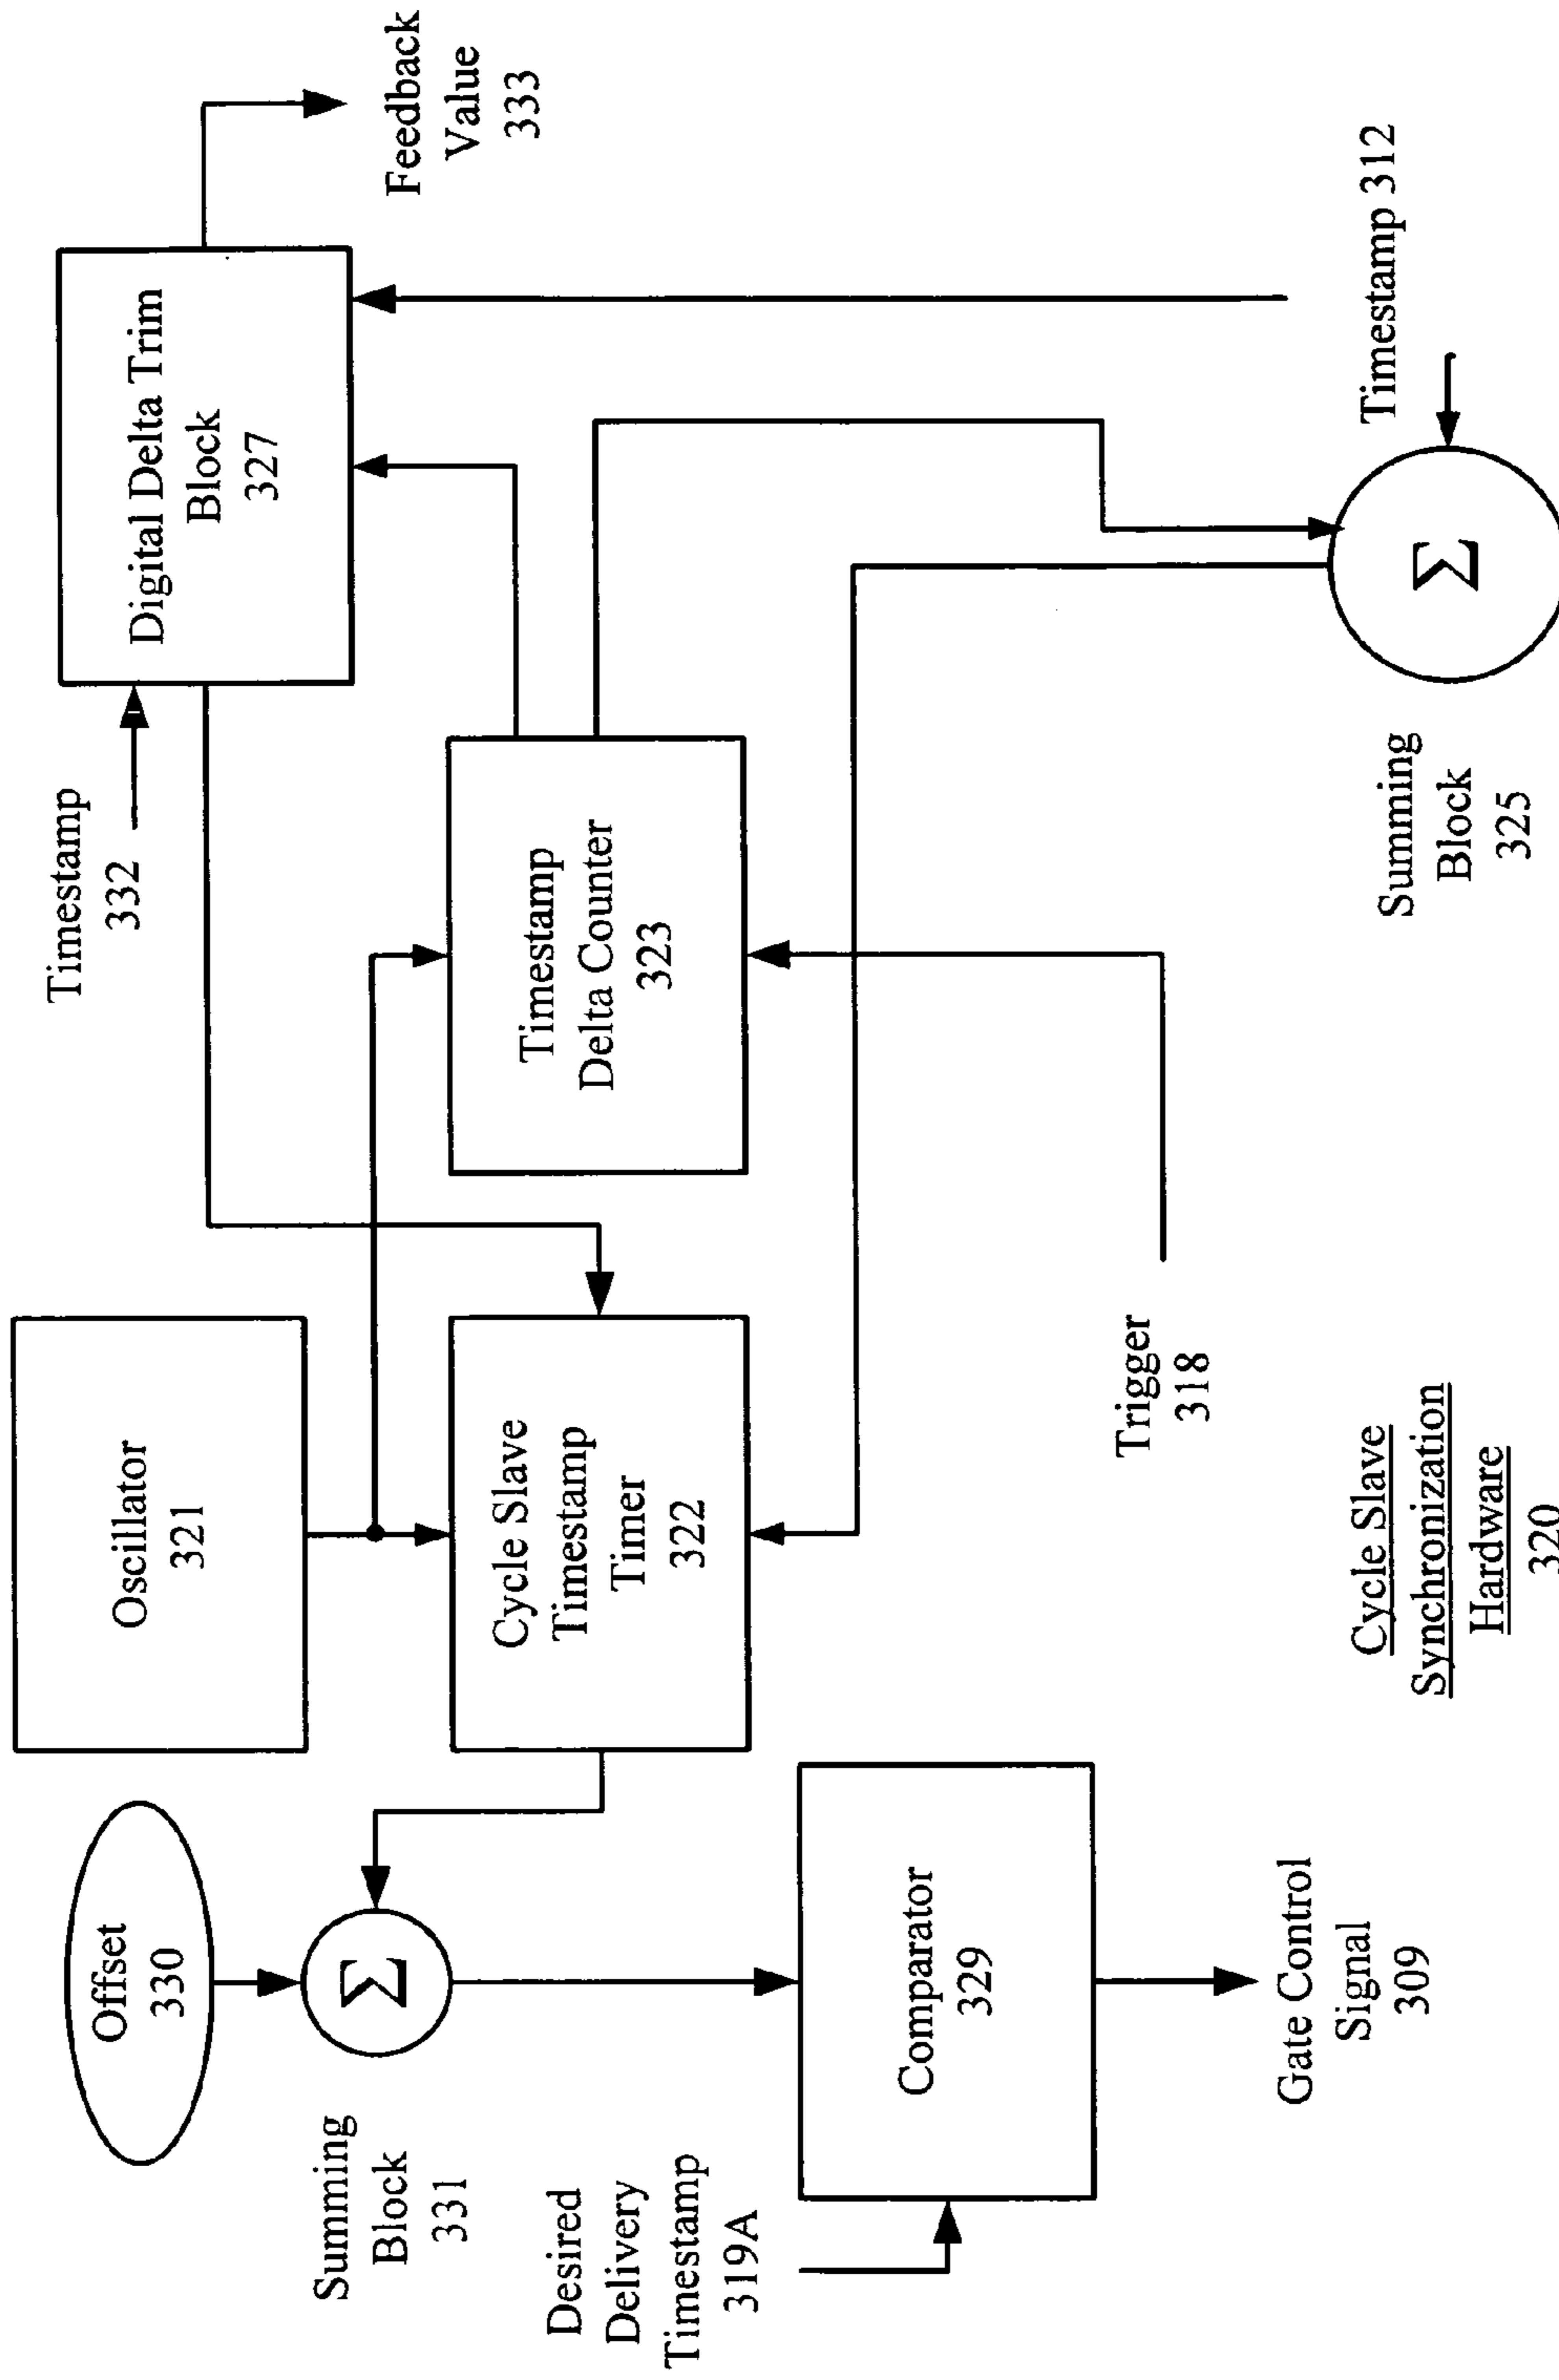 Offset
330
Summing
Block
331
Desired
Delivery
Timestamp
319A
Comparator
329
Gate Control
Signal
309
Oscillator
321
Cycle Slave
Timestamp
Timer
322
Trigger
318
Cycle Slave
Synchronization
Hardware
320
Timestamp
332
Timestamp
Delta Counter
323
Digital Delta Trim
Block
327
Feedback
Value
333
Timestamp 312
Σ
Σ
Summing
Block
325